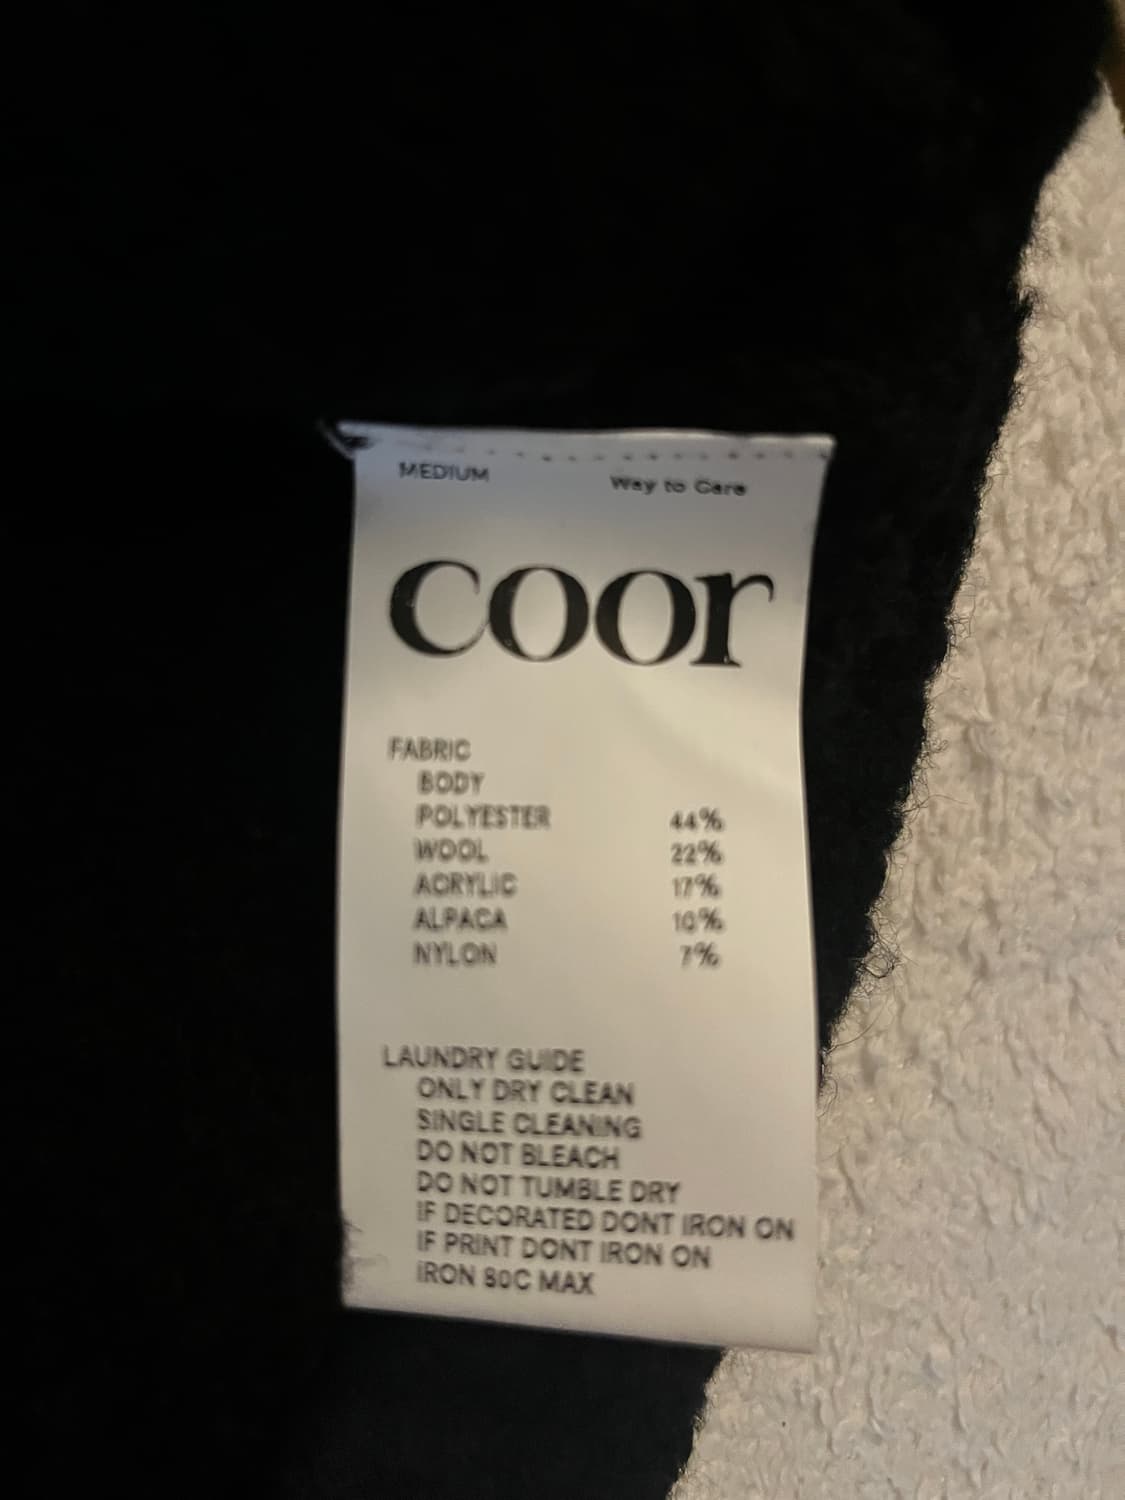 MEDIUM Way to Care
coor
FABRIC
BODY
POLYESTER 44%
WOOL 22%
ACRYLIC 17%
ALPACA 10%
NYLON 7%
LAUNDRY GUIDE
ONLY DRY CLEAN
SINGLE CLEANING
DO NOT BLEACH
DO NOT TUMBLE DRY
IF DECORATED DONT IRON ON
IF PRINT DONT IRON ON
IRON 80C MAX